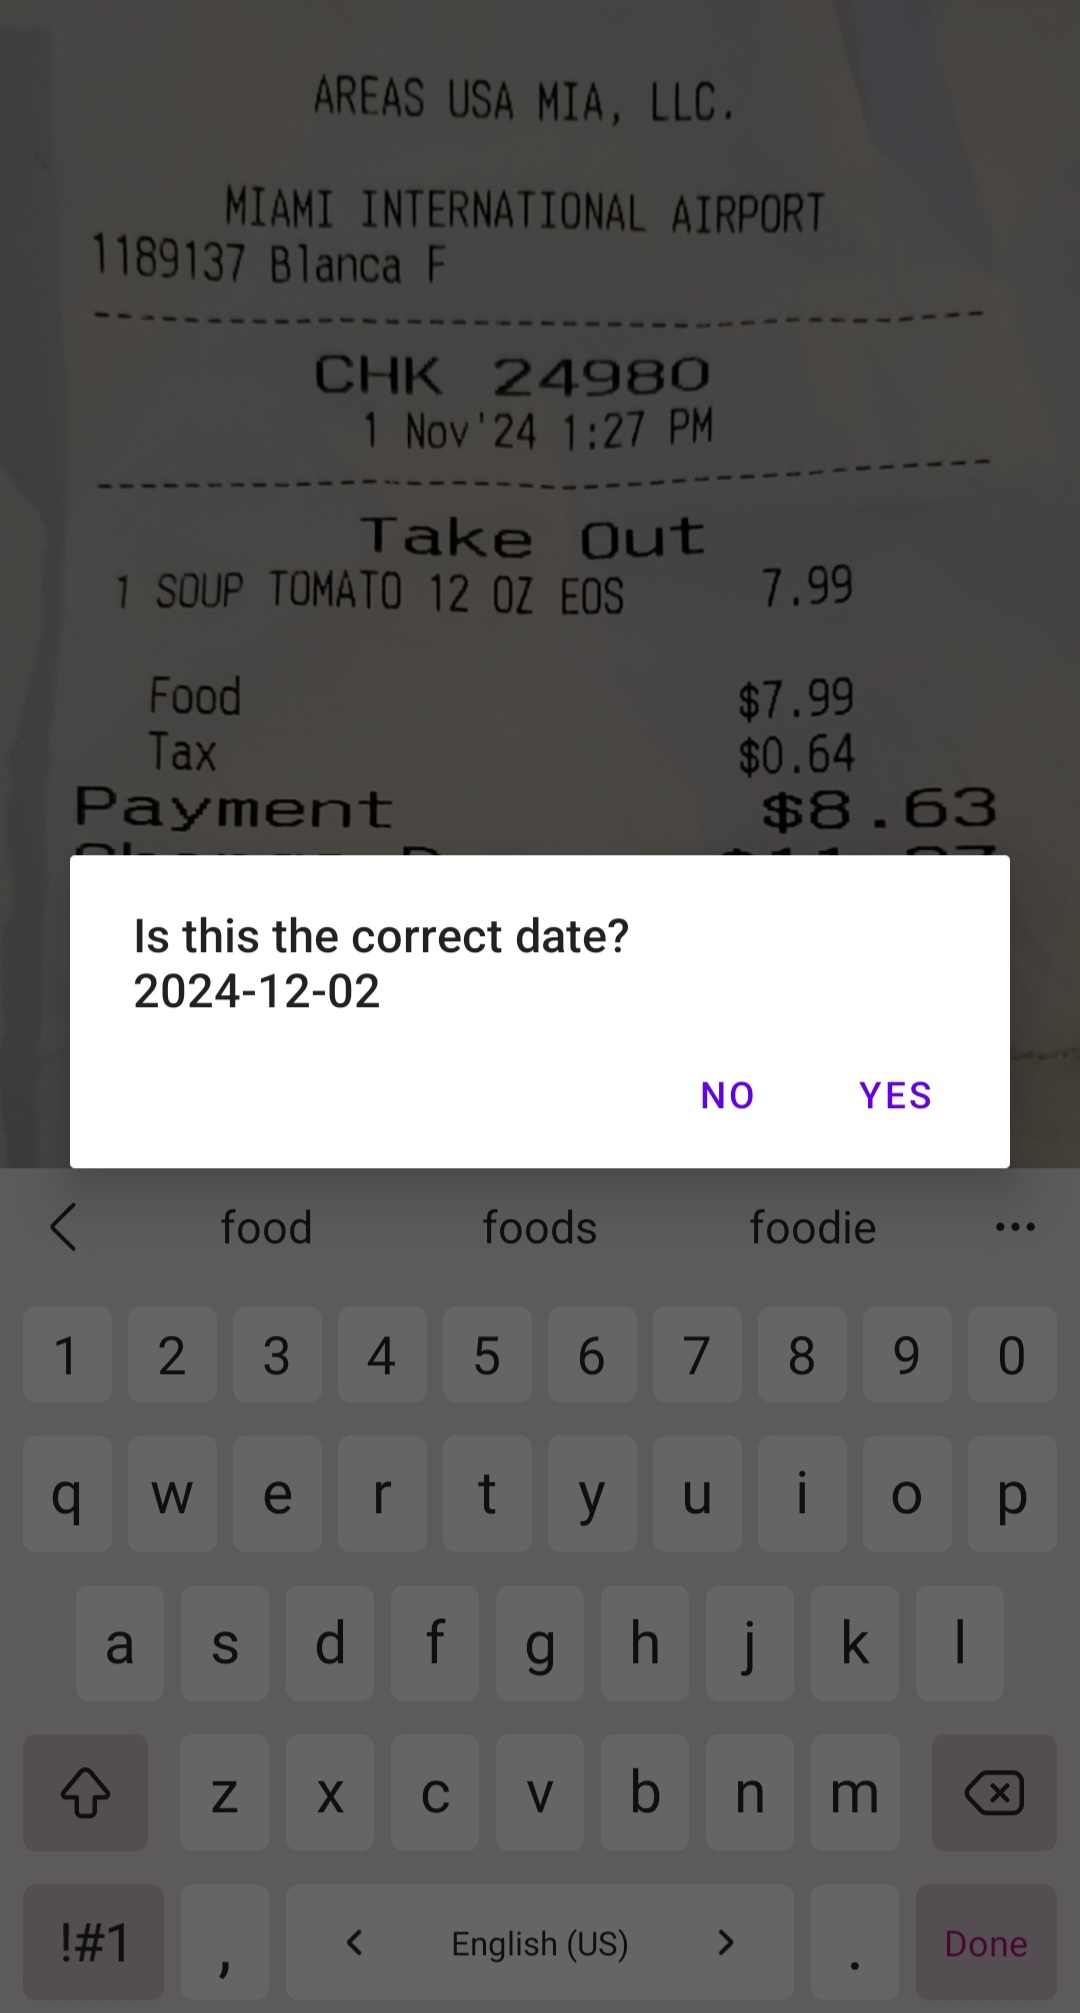 AREAS USA MIA, LLC.
MIAMI INTERNATIONAL AIRPORT
1189137 Blanca F
CHK 24980
1 Nov'24 1:27 PM
Take Out
1 SOUP TOMATO 12 OZ EOS 7.99
Food $7.99
Tax $0.64
Payment $8.63
Is this the correct date?
2024-12-02
NO YES
food foods foodie ...
1 2 3 4 5 6 7 8 9 0
q w e r t y u i o p
a s d f g h j k l
z x c v b n m
!#1 , < English (US) > . Done